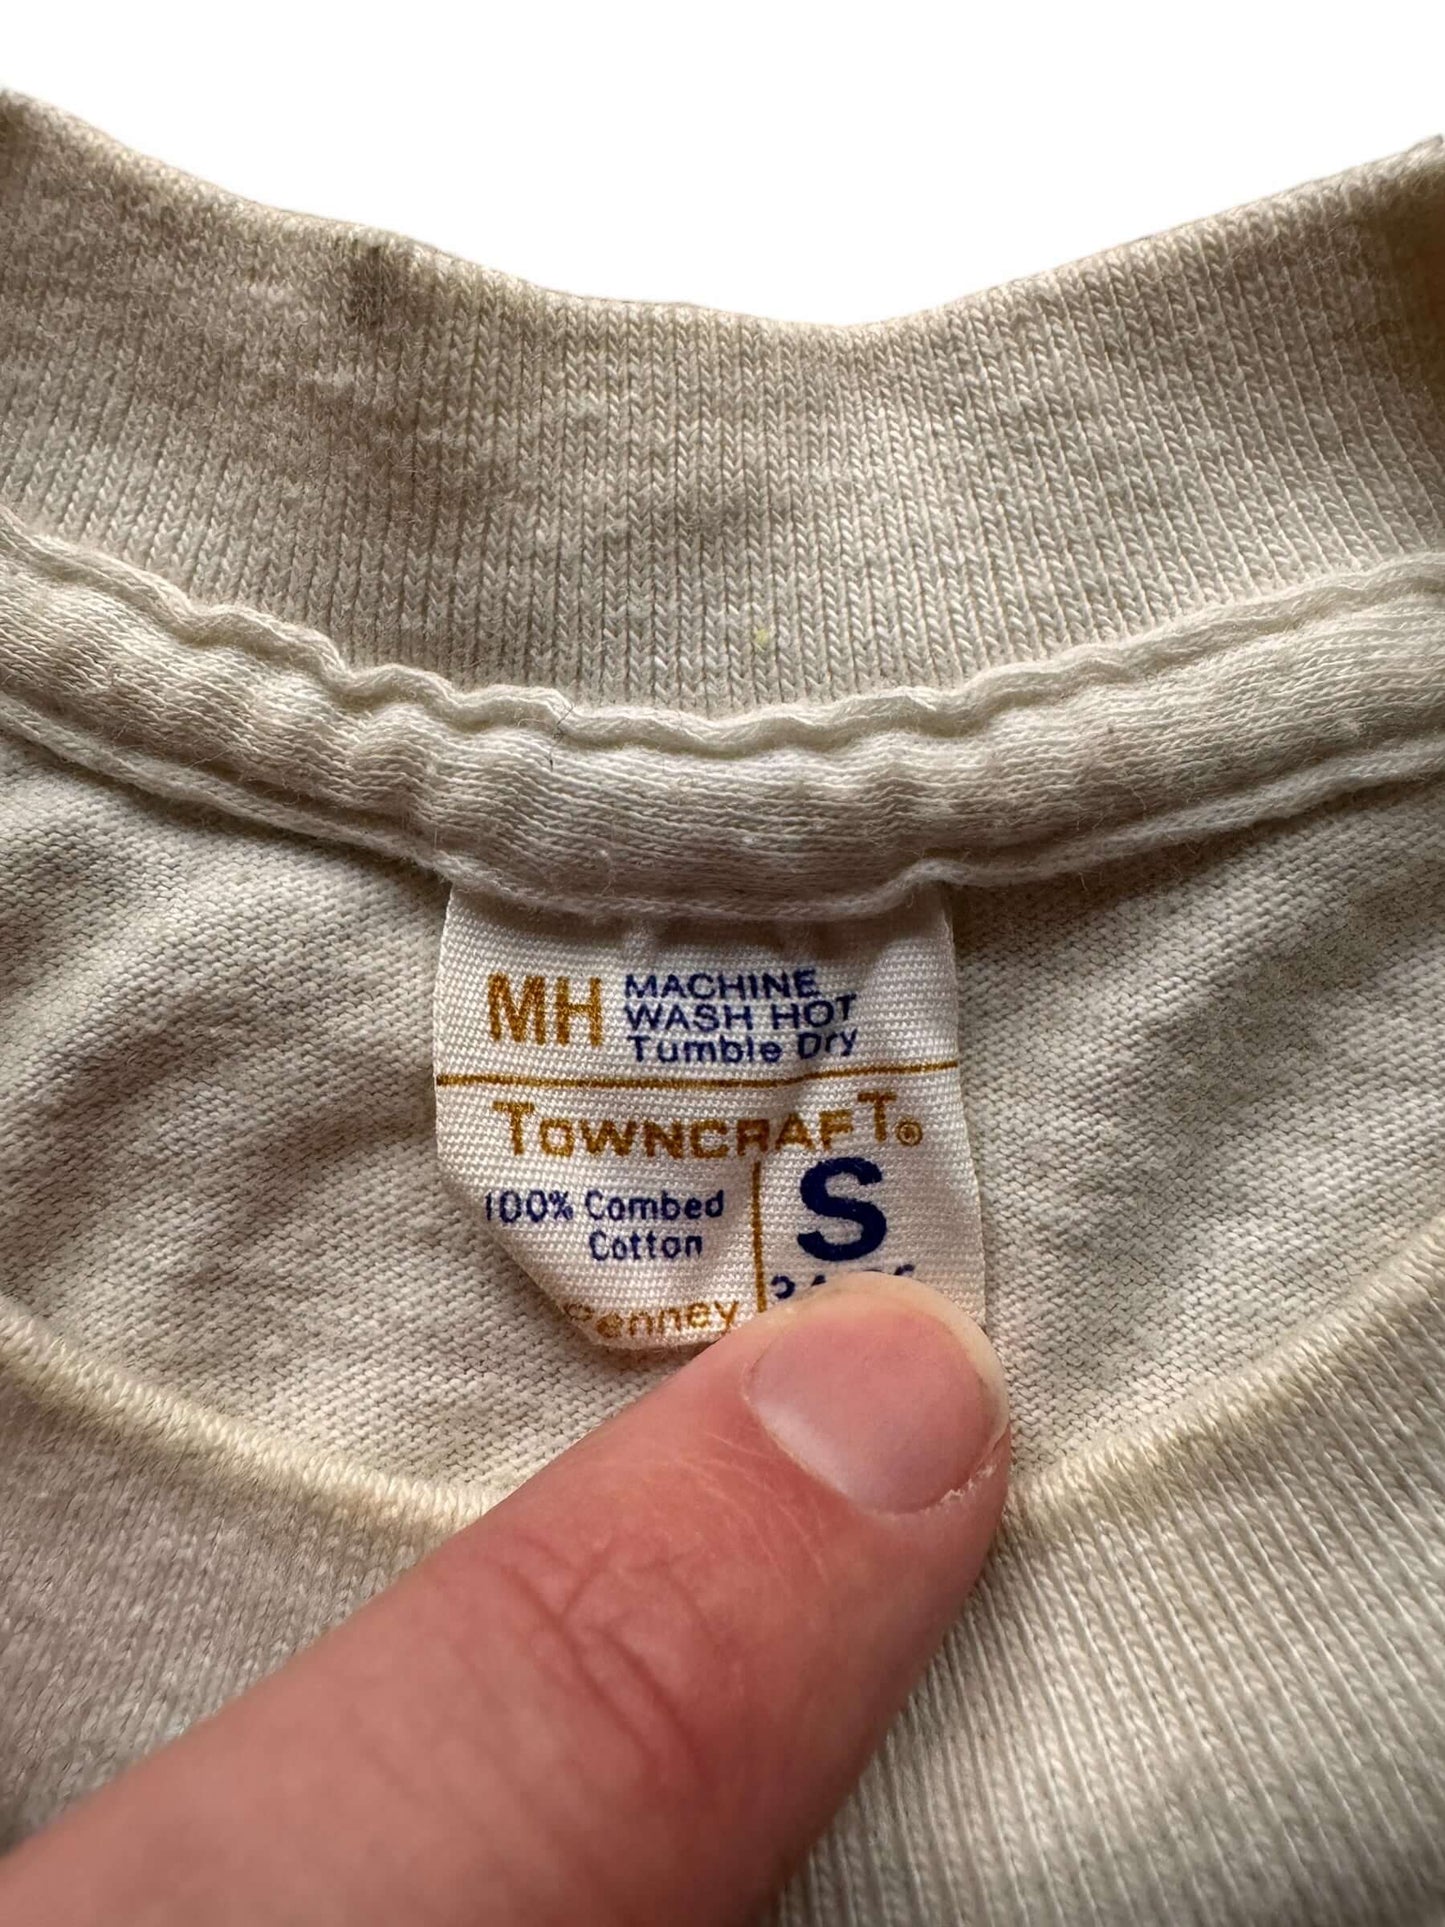 MH MACHINE
WASH HOT
Tumble Dry
TOWNCRAFT®
100% Combed
Cotton
S
Penney